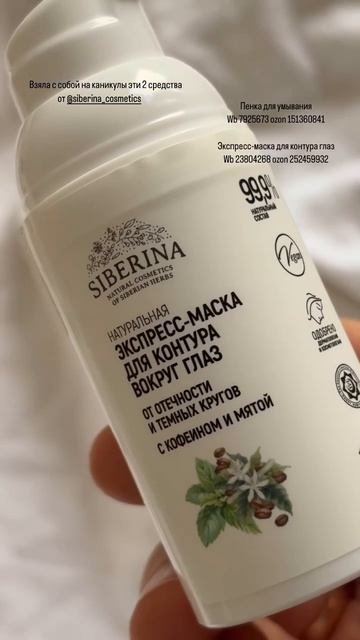 Взяла с собой на каникулы эти 2 средства
от @siberina_cosmetics
Пенка для умывания
Wb 7925673 ozon 151360841
Экспресс-маска для контура глаз
Wb 23804268 ozon 252459932
99,9%
НАТУРАЛЬНЫЙ
СОСТАВ
Vegan
SIBERINA
NATURAL COSMETICS
OF SIBERIAN HERBS
НАТУРАЛЬНАЯ
ЭКСПРЕСС-МАСКА
ДЛЯ КОНТУРА
ВОКРУГ ГЛАЗ
ОТ ОТЕЧНОСТИ
И ТЕМНЫХ КРУГОВ
С КОФЕИНОМ И МЯТОЙ
ОДОБРЕНО